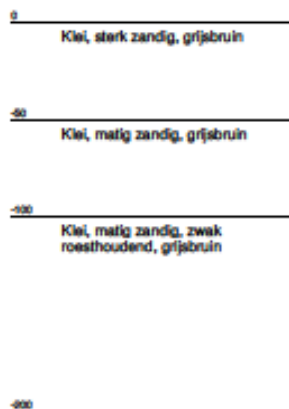 0
Klei, sterk zandig, grijsbruin
-50
Klei, matig zandig, grijsbruin
-100
Klei, matig zandig, zwak
roesthoudend, grijsbruin
-200